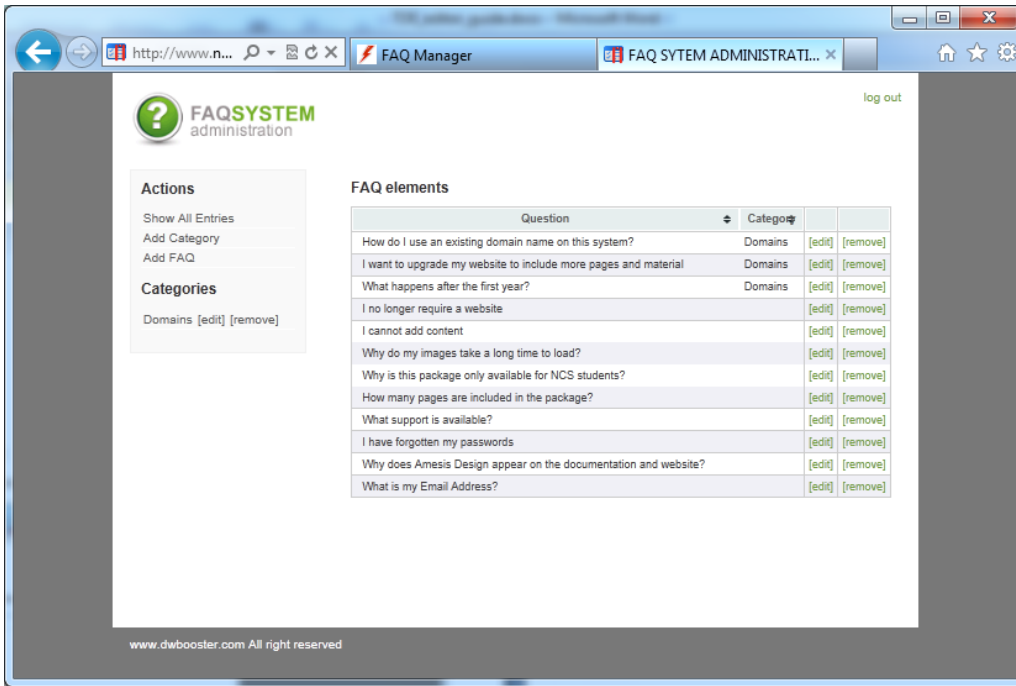 http://www.n...
FAQ Manager
FAQ SYTEM ADMINISTRATI...
log out
FAQSYSTEM
administration
Actions
Show All Entries
Add Category
Add FAQ
Categories
Domains [edit] [remove]
FAQ elements
Question Category
How do I use an existing domain name on this system? Domains [edit] [remove]
I want to upgrade my website to include more pages and material Domains [edit] [remove]
What happens after the first year? Domains [edit] [remove]
I no longer require a website [edit] [remove]
I cannot add content [edit] [remove]
Why do my images take a long time to load? [edit] [remove]
Why is this package only available for NCS students? [edit] [remove]
How many pages are included in the package? [edit] [remove]
What support is available? [edit] [remove]
I have forgotten my passwords [edit] [remove]
Why does Amesis Design appear on the documentation and website? [edit] [remove]
What is my Email Address? [edit] [remove]
www.dwbooster.com All right reserved